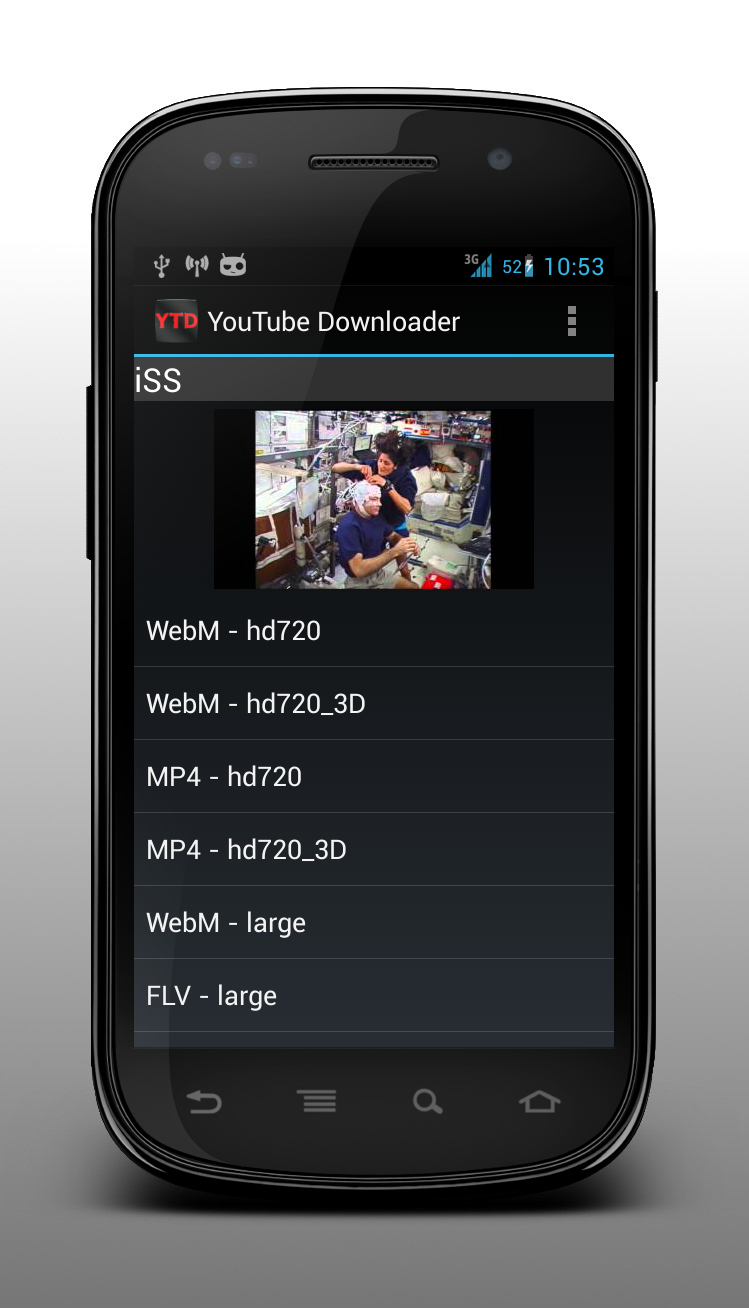 3G 52 10:53
YTD YouTube Downloader
iSS
WebM - hd720
WebM - hd720_3D
MP4 - hd720
MP4 - hd720_3D
WebM - large
FLV - large